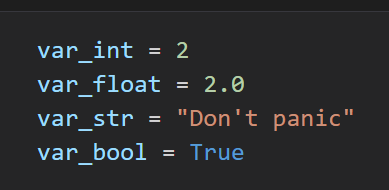 var_int = 2
var_float = 2.0
var_str = "Don't panic"
var_bool = True